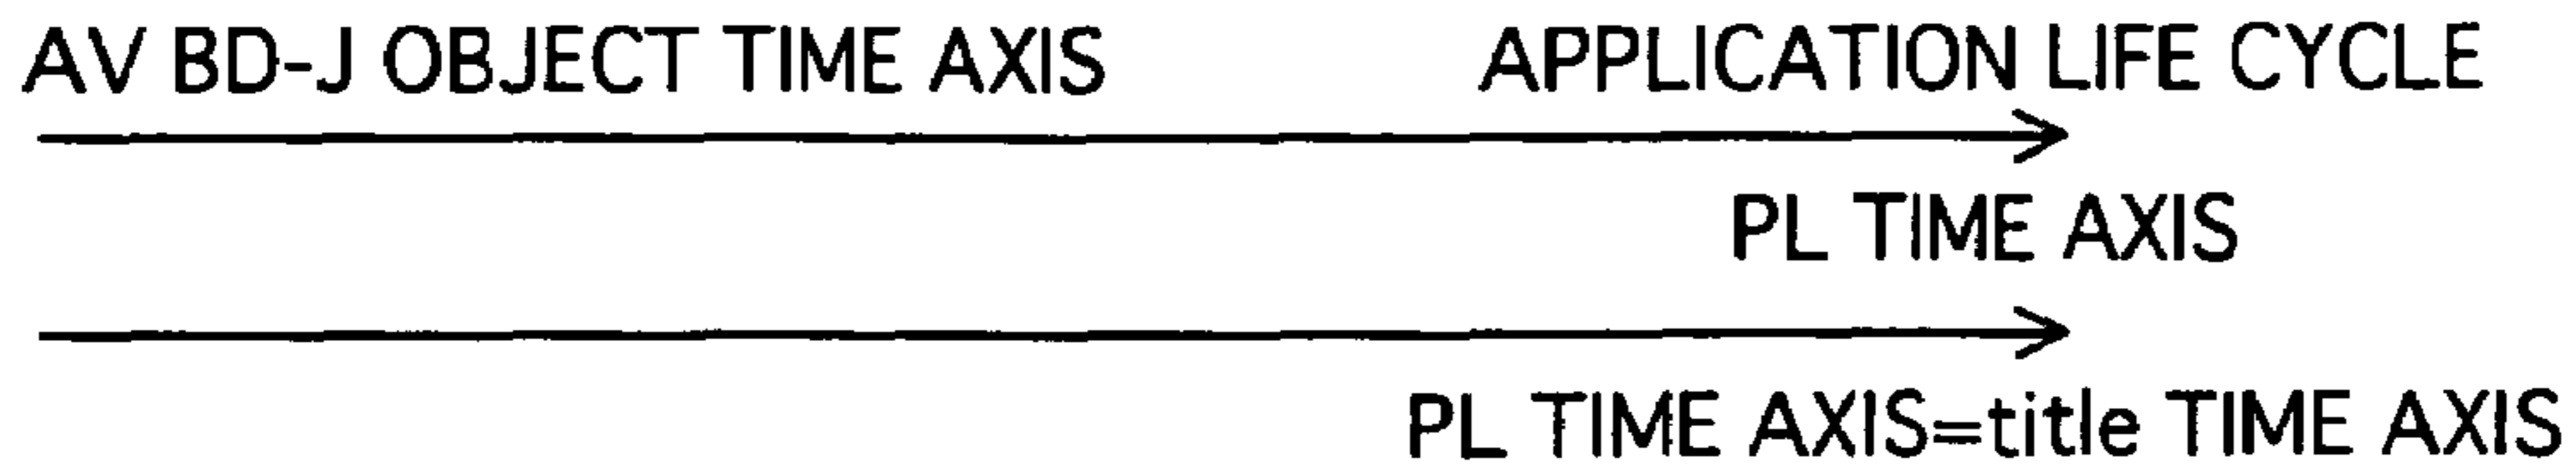 AV BD-J OBJECT TIME AXIS APPLICATION LIFE CYCLE
PL TIME AXIS
PL TIME AXIS=title TIME AXIS